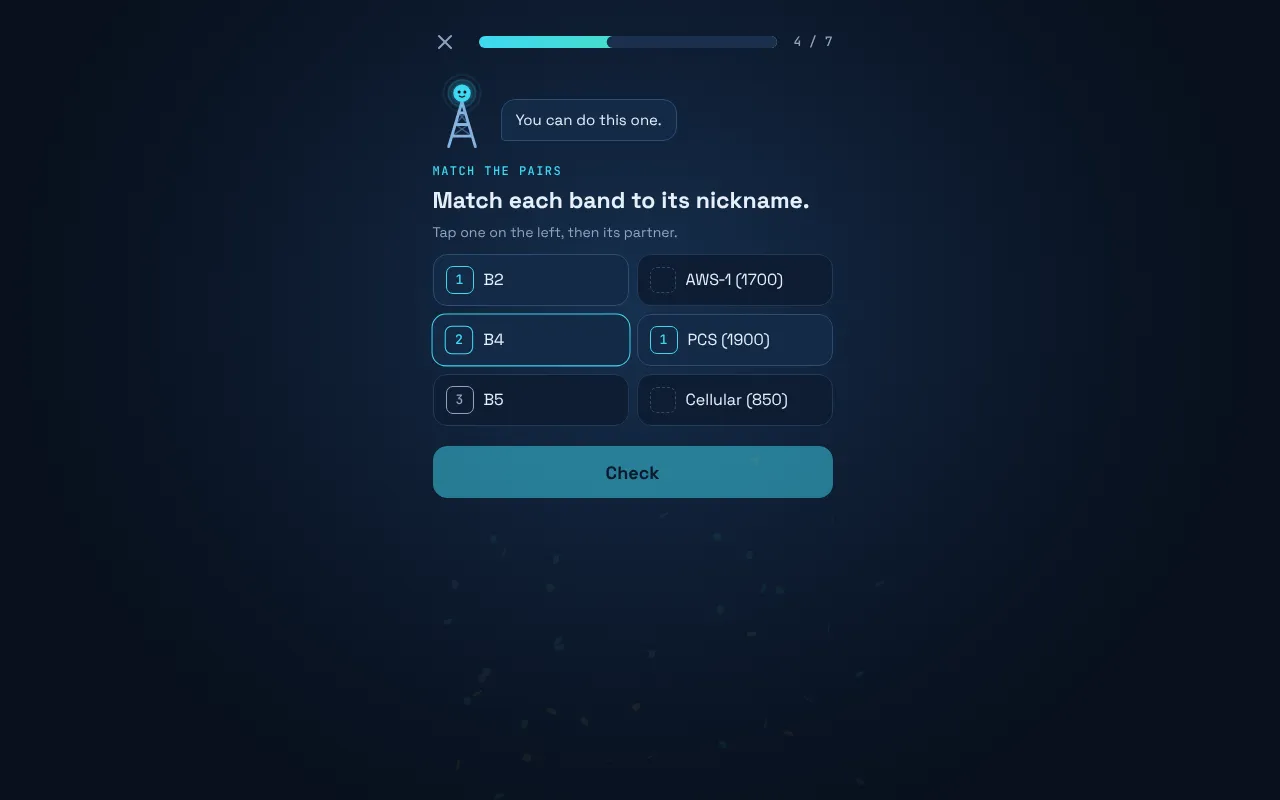 4 / 7
You can do this one.
MATCH THE PAIRS
Match each band to its nickname.
Tap one on the left, then its partner.
1 B2
AWS-1 (1700)
2 B4
1 PCS (1900)
3 B5
Cellular (850)
Check